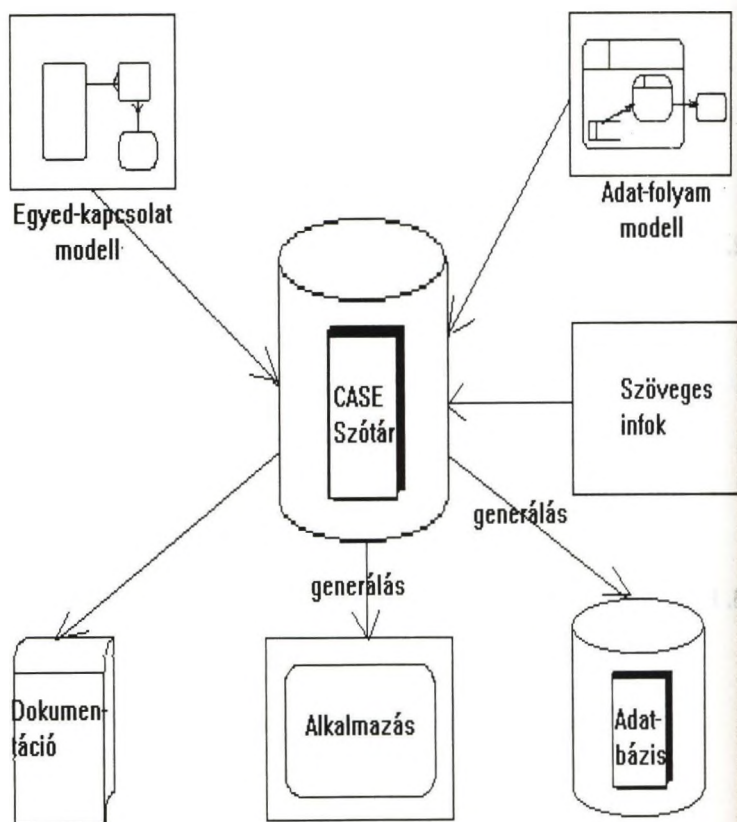 Egyed-kapcsolat
modell
Adat-folyam
modell
CASE
Szótár
Szöveges
infok
generálás
generálás
Dokumen-
táció
Alkalmazás
Adat-
bázis